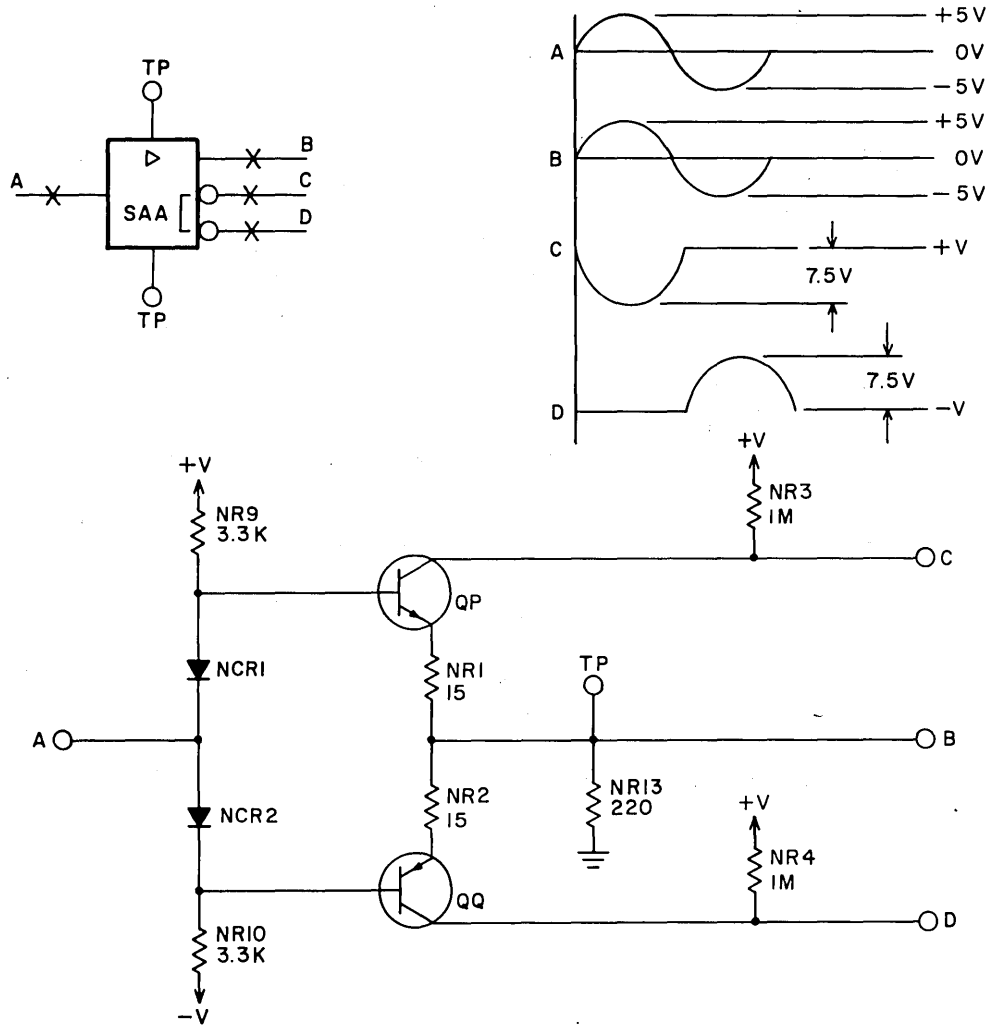 TP
A
B
C
D
SAA
TP
A
+5V
0V
-5V
B
+5V
0V
-5V
C
+V
7.5V
D
7.5V
-V
+V
NR9
3.3K
NCR1
A
NCR2
NR10
3.3K
-V
QP
NR1
15
NR2
15
QQ
+V
NR3
1M
C
TP
B
NR13
220
+V
NR4
1M
D